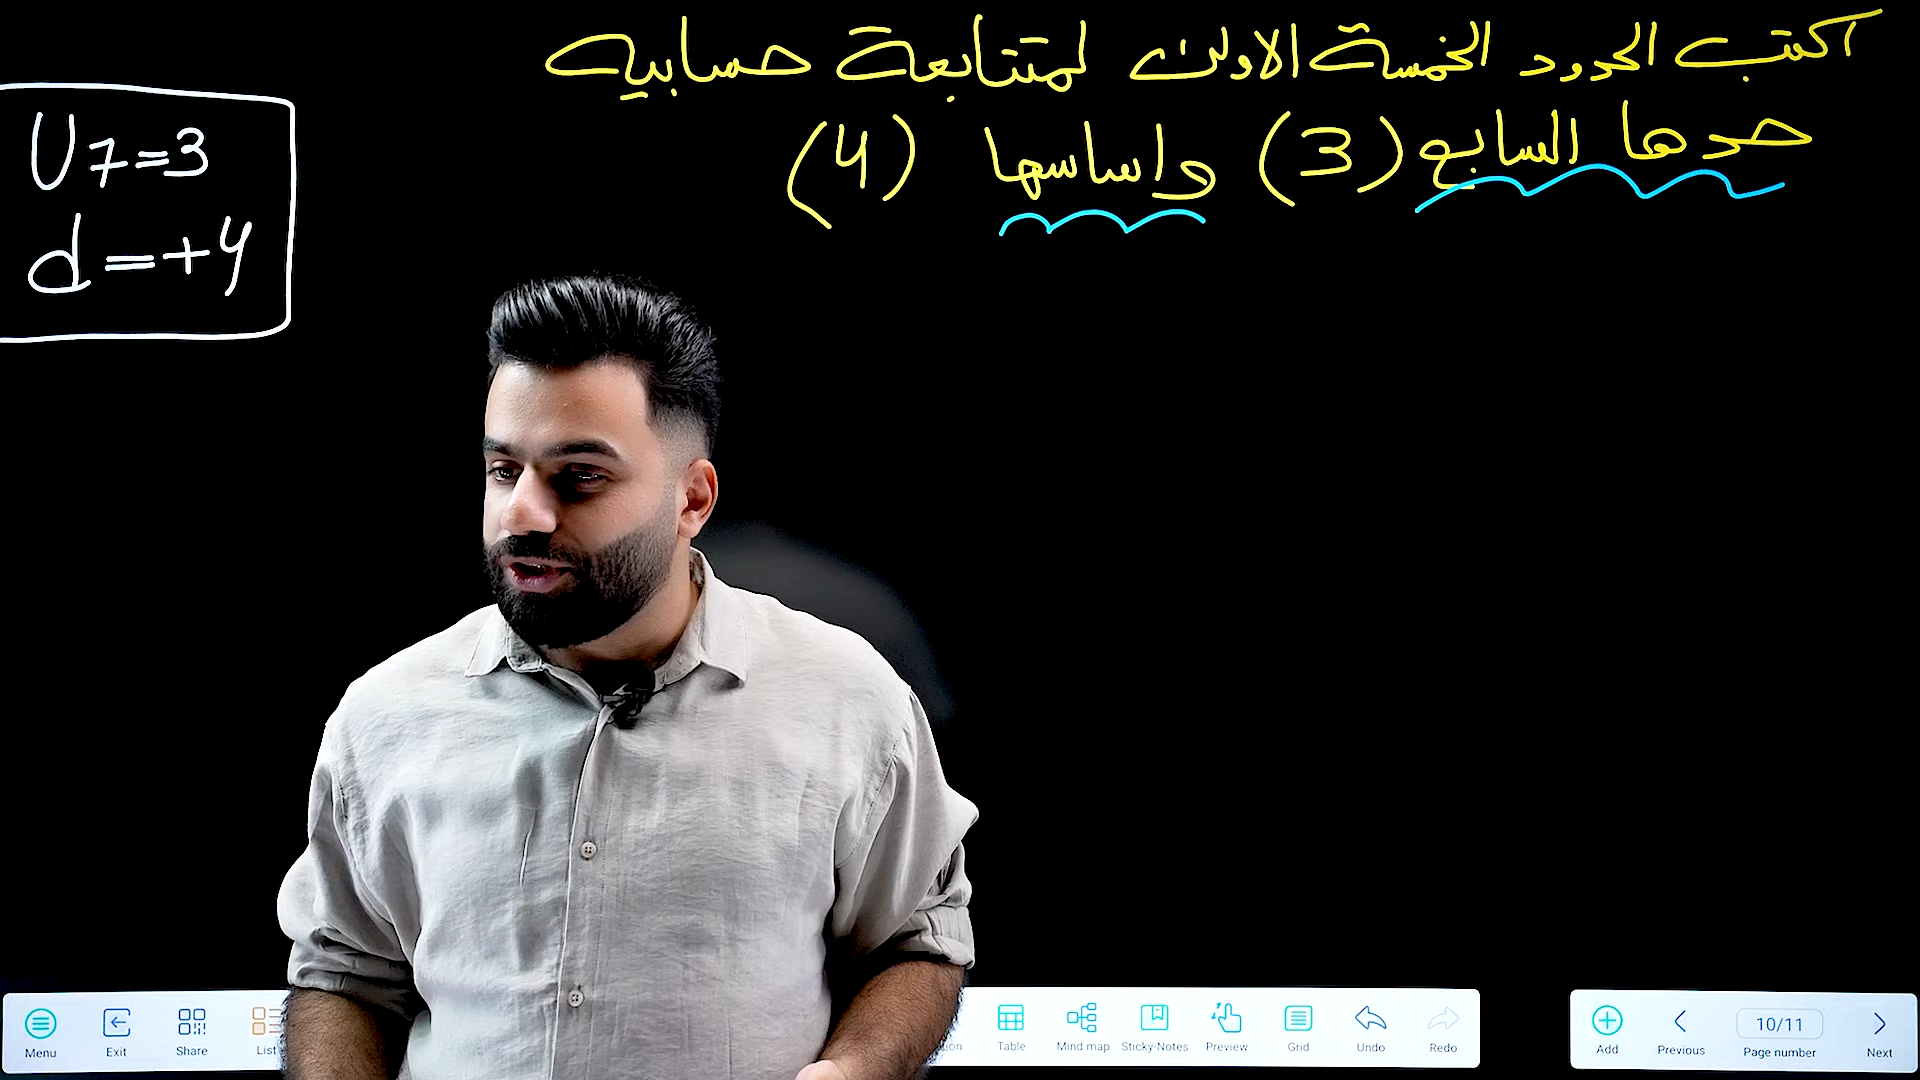 اكتب الحدود الخمسة الاولى لمتتابعة حسابيه
حدها السابع (3) واساسها (4)
U7=3
d=+4
Menu
Exit
Share
List
Table
Mind map
Sticky-Notes
Preview
Grid
Undo
Redo
Add
Previous
10/11
Page number
Next